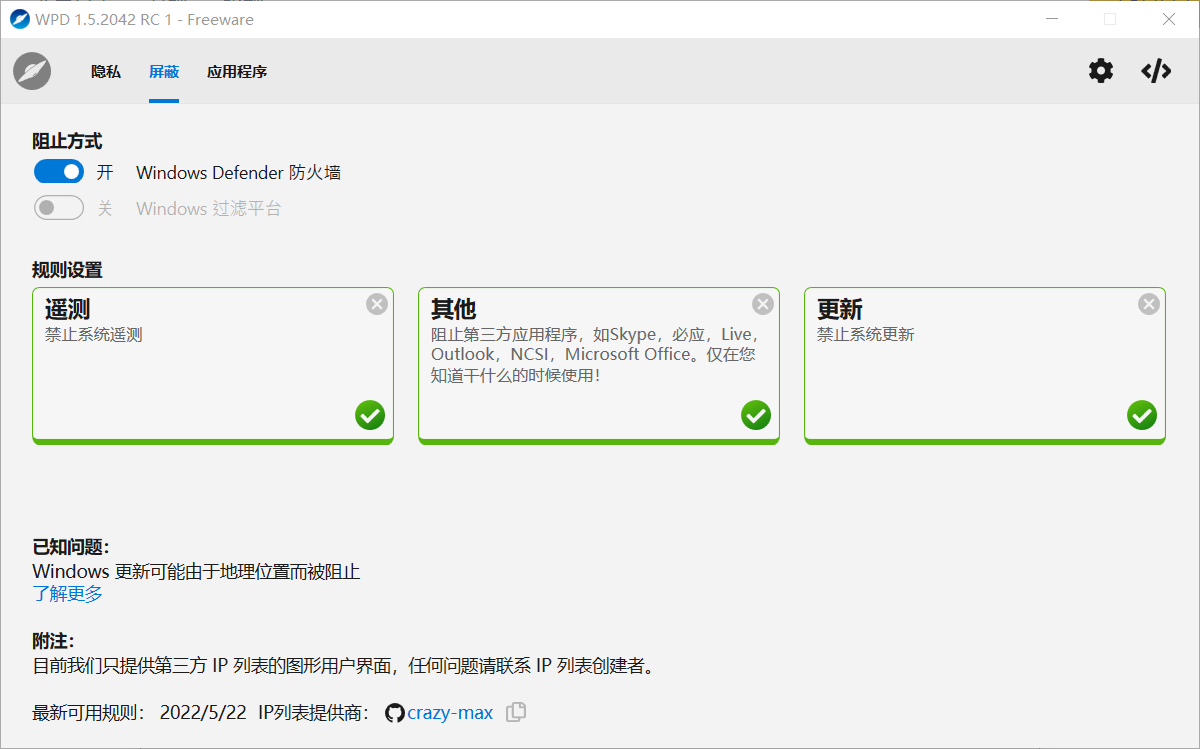 WPD 1.5.2042 RC 1 - Freeware
隐私 屏蔽 应用程序
阻止方式
开 Windows Defender 防火墙
关 Windows 过滤平台
规则设置
遥测
禁止系统遥测
其他
阻止第三方应用程序，如Skype，必应，Live，
Outlook，NCSI，Microsoft Office。仅在您
知道干什么的时候使用！
更新
禁止系统更新
已知问题：
Windows 更新可能由于地理位置而被阻止
了解更多
附注：
目前我们只提供第三方 IP 列表的图形用户界面，任何问题请联系 IP 列表创建者。
最新可用规则： 2022/5/22 IP列表提供商： crazy-max